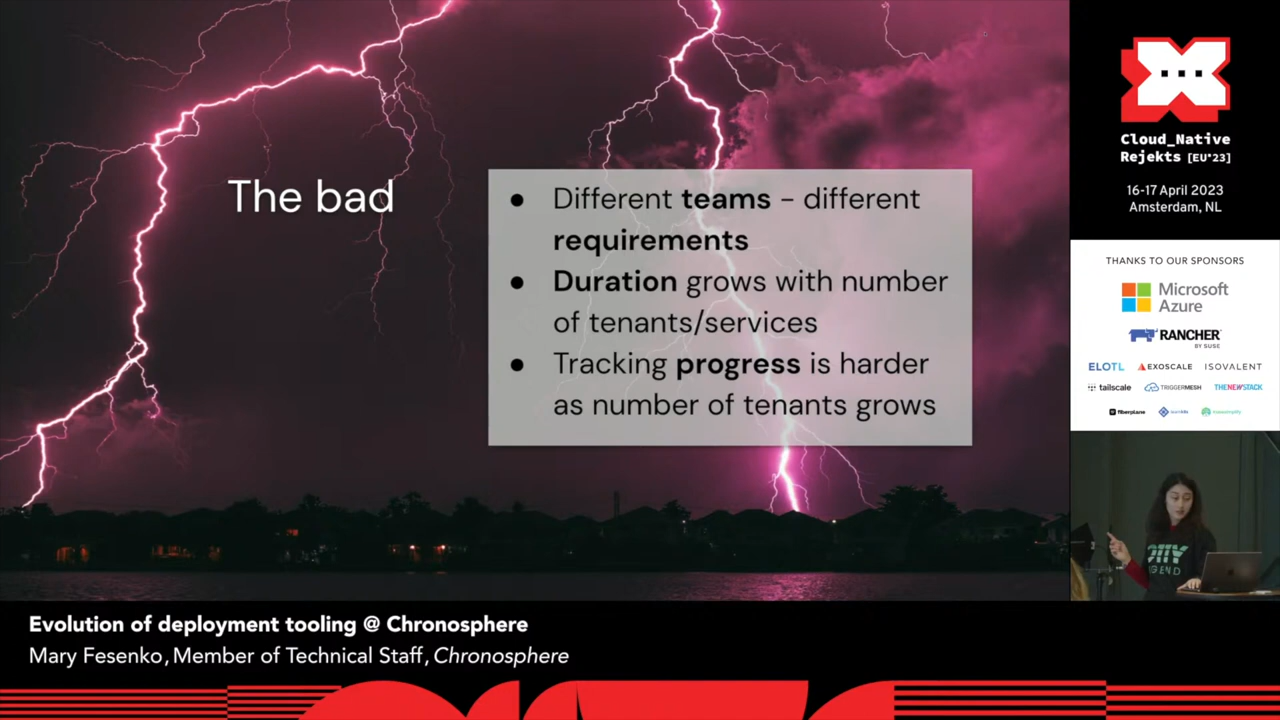 The bad
● Different teams – different
requirements
● Duration grows with number
of tenants/services
● Tracking progress is harder
as number of tenants grows
Cloud_Native
Rejekts [EU'23]
16-17 April 2023
Amsterdam, NL
THANKS TO OUR SPONSORS
Microsoft
Azure
RANCHER
BY SUSE
ELOTL EXOSCALE ISOVALENT
tailscale TRIGGERMESH THENEWSTACK
fiberplane
Evolution of deployment tooling @ Chronosphere
Mary Fesenko, Member of Technical Staff, Chronosphere